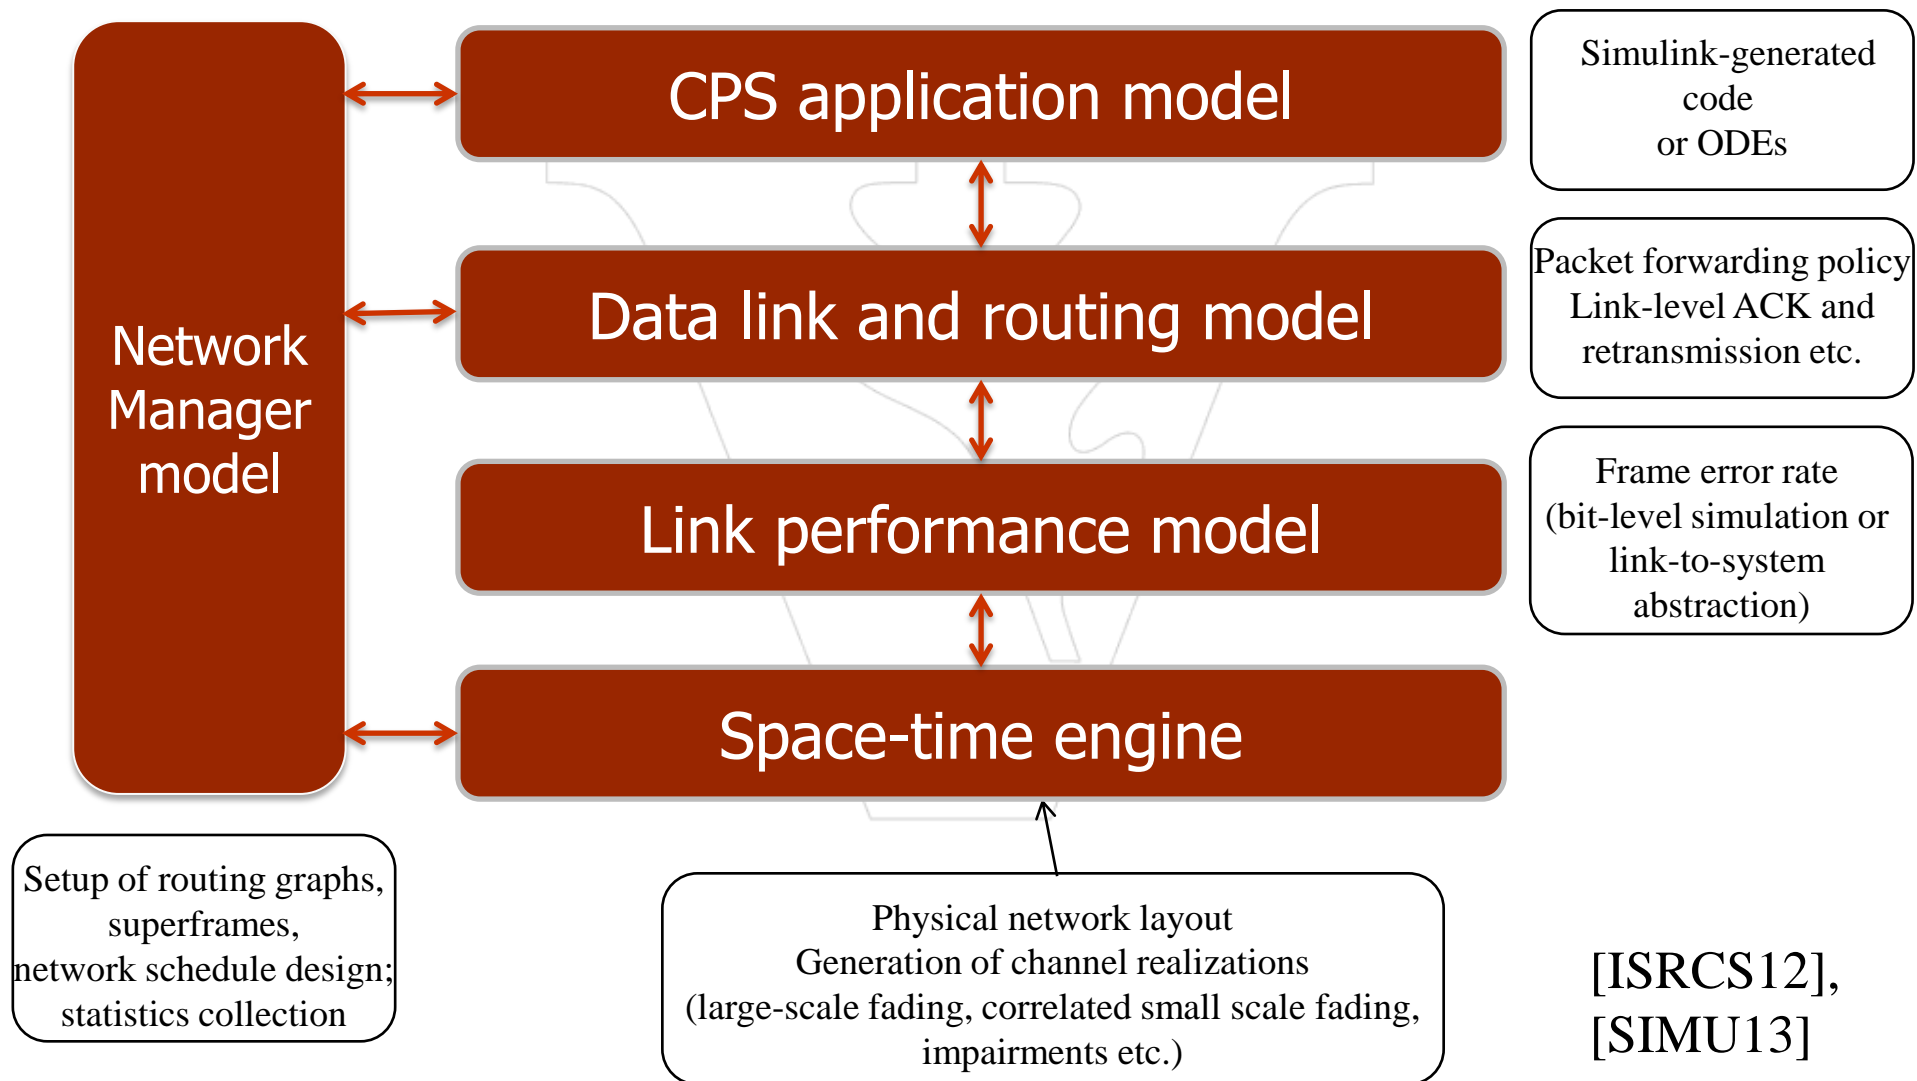 Network
Manager
model
CPS application model
Data link and routing model
Link performance model
Space-time engine
Simulink-generated
code
or ODEs
Packet forwarding policy
Link-level ACK and
retransmission etc.
Frame error rate
(bit-level simulation or
link-to-system
abstraction)
Setup of routing graphs,
superframes,
network schedule design;
statistics collection
Physical network layout
Generation of channel realizations
(large-scale fading, correlated small scale fading,
impairments etc.)
[ISRCS12],
[SIMU13]